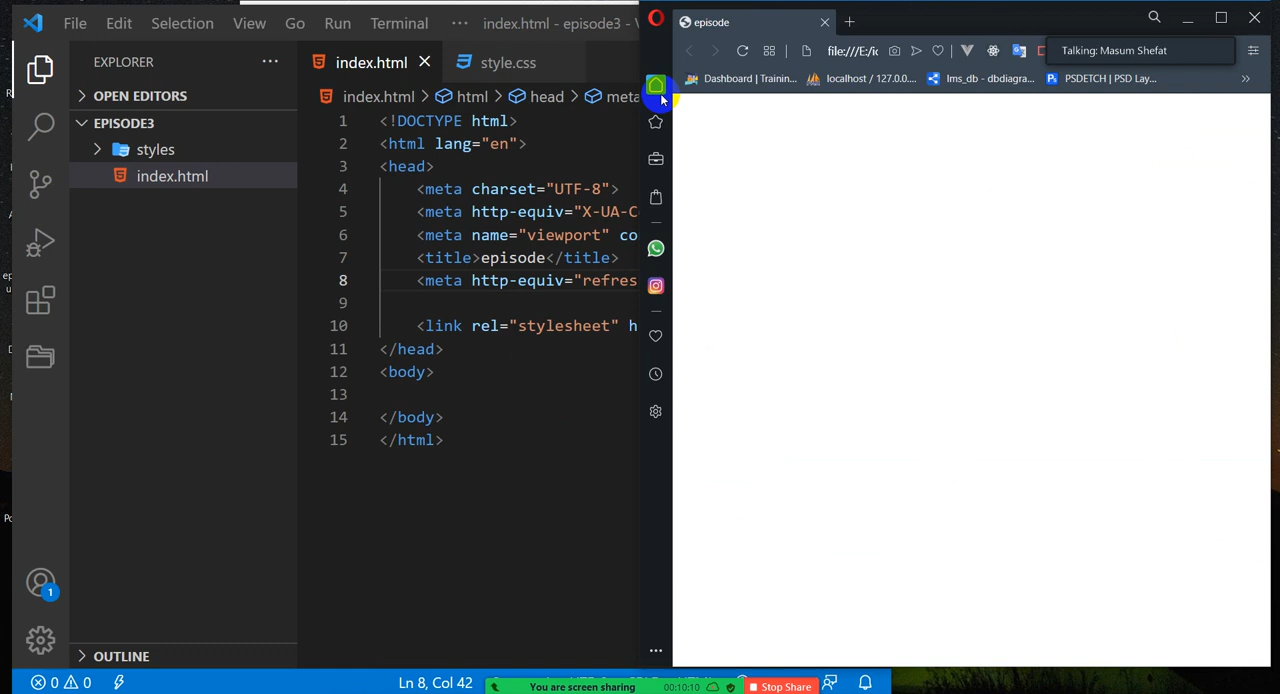 File Edit Selection View Go Run Terminal ··· index.html - episode3 - V
EXPLORER ···
OPEN EDITORS
EPISODE3
styles
index.html
OUTLINE
index.html style.css
index.html > html > head > meta
1 <!DOCTYPE html>
2 <html lang="en">
3 <head>
4 <meta charset="UTF-8">
5 <meta http-equiv="X-UA-C
6 <meta name="viewport" co
7 <title>episode</title>
8 <meta http-equiv="refres
9
10 <link rel="stylesheet" h
11 </head>
12 <body>
13
14 </body>
15 </html>
1
0 0
Ln 8, Col 42
You are screen sharing 00:10:10 Stop Share
episode
file:///E:/ic
Talking: Masum Shefat
Dashboard | Trainin... localhost / 127.0.0.... lms_db - dbdiagra... PSDETCH | PSD Lay... »